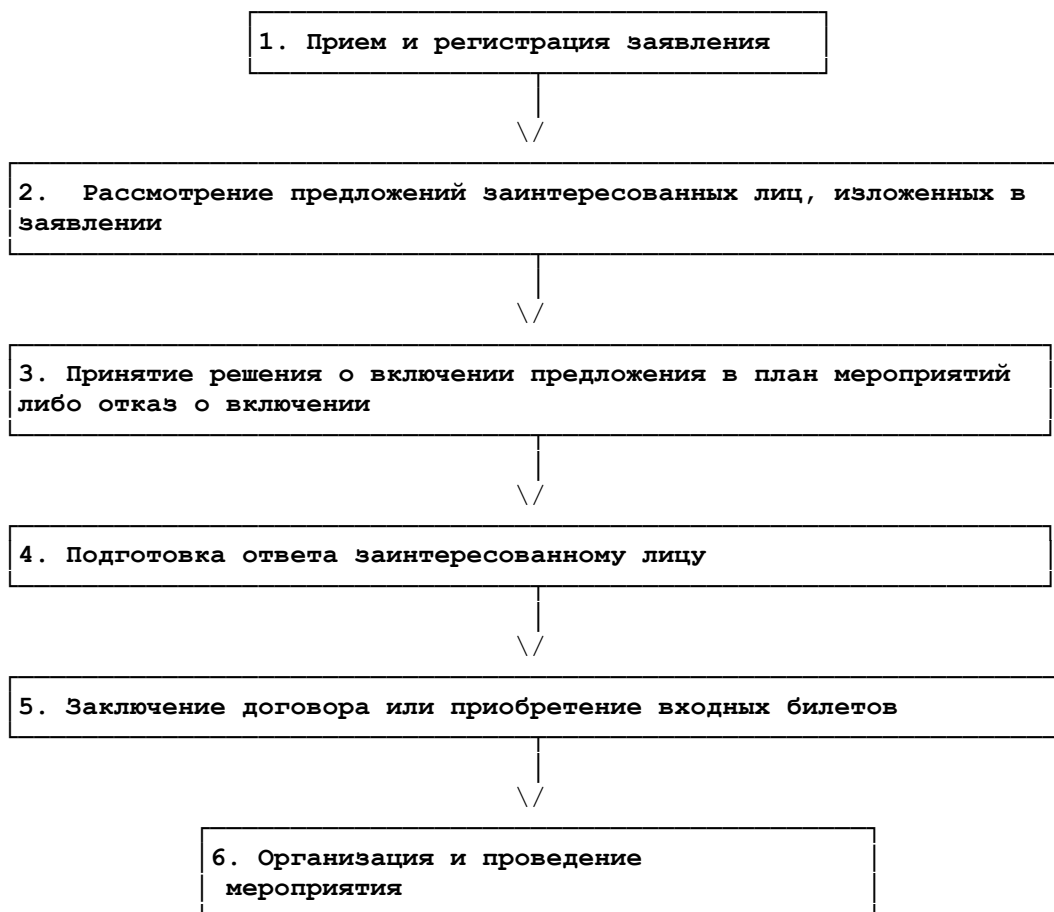 1. Прием и регистрация заявления
2. Рассмотрение предложений заинтересованных лиц, изложенных в
заявлении
3. Принятие решения о включении предложения в план мероприятий
либо отказ о включении
4. Подготовка ответа заинтересованному лицу
5. Заключение договора или приобретение входных билетов
6. Организация и проведение
мероприятия